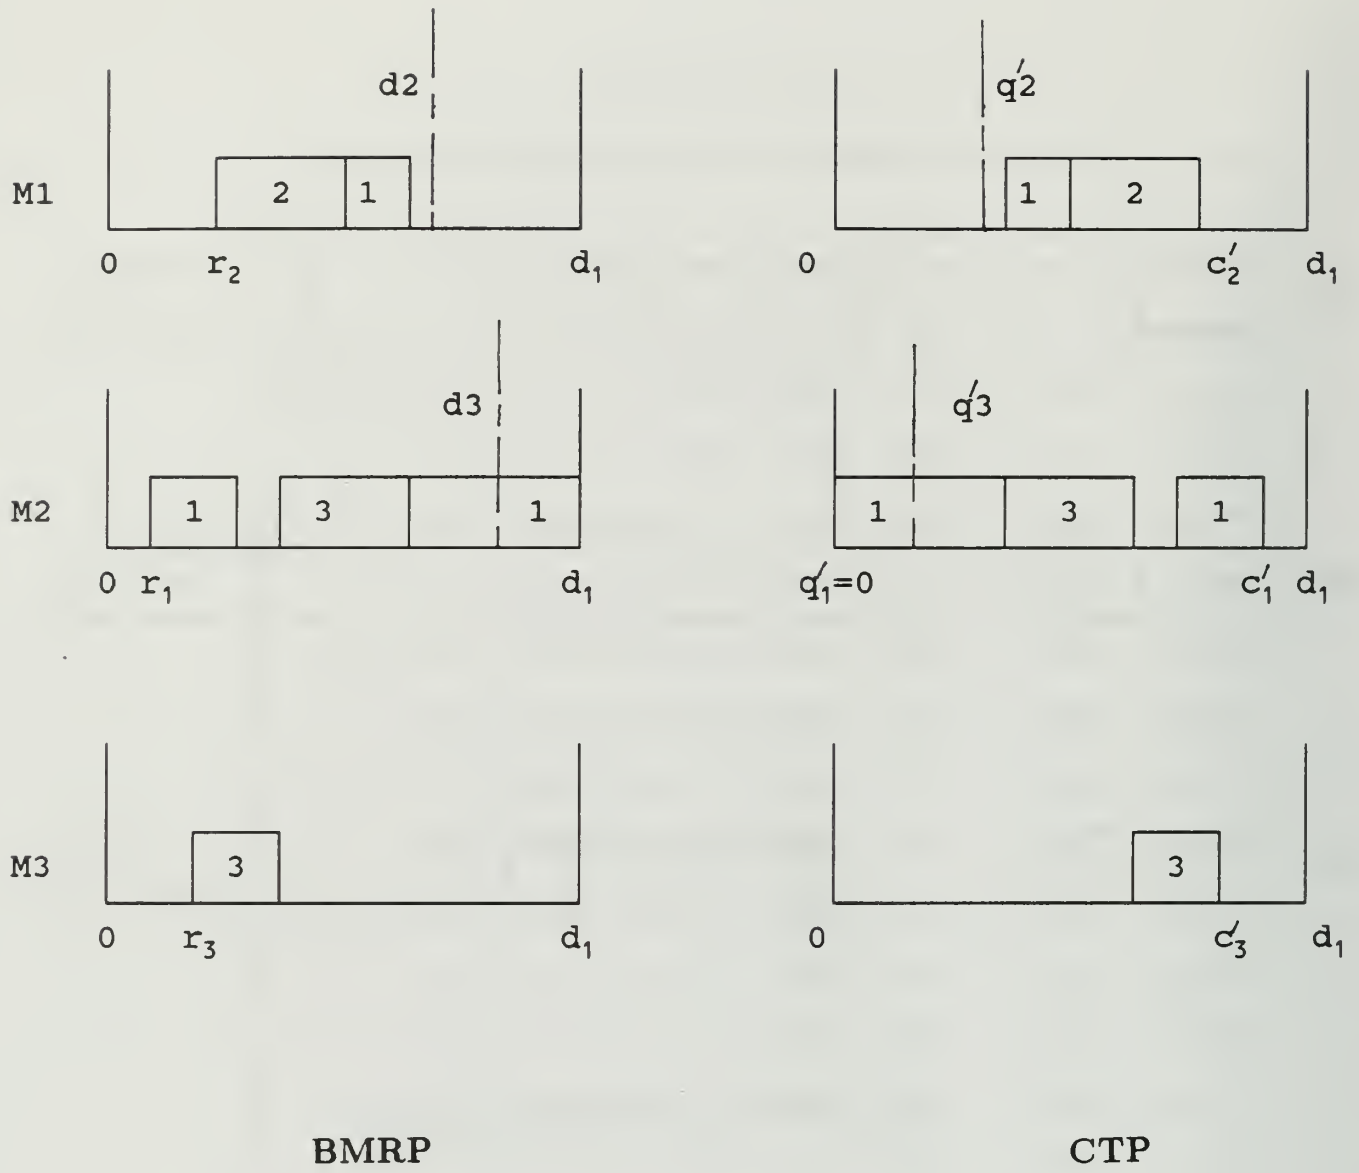 d2 q′2
M1 2 1 1 2
0 r₂ d₁ 0 c′₂ d₁
d3 q′3
M2 1 3 1 1 3 1
0 r₁ d₁ q′₁=0 c′₁ d₁
M3 3 3
0 r₃ d₁ 0 c′₃ d₁
BMRP CTP